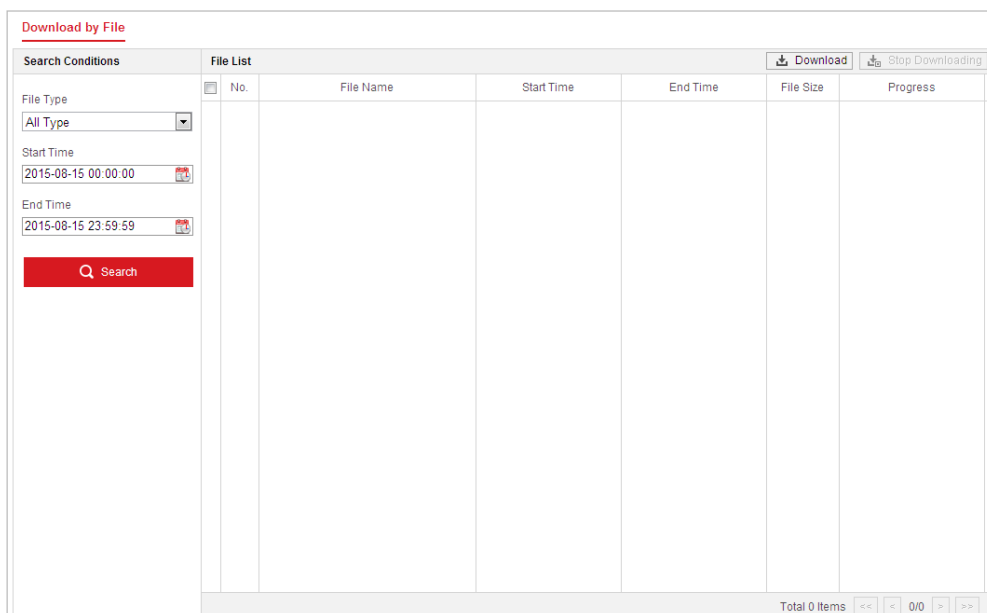 Download by File
Search Conditions
File List
Download
Stop Downloading
No.
File Name
Start Time
End Time
File Size
Progress
File Type
All Type
Start Time
2015-08-15 00:00:00
End Time
2015-08-15 23:59:59
Search
Total 0 Items << < 0/0 > >>